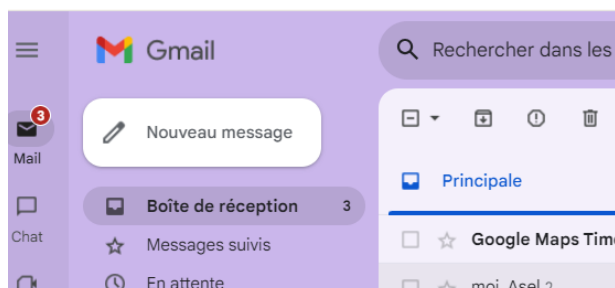 Gmail
Rechercher dans les
3
Mail
Nouveau message
Principale
Boîte de réception 3
Chat
Messages suivis
Google Maps Time
En attente
moi, Asel 2